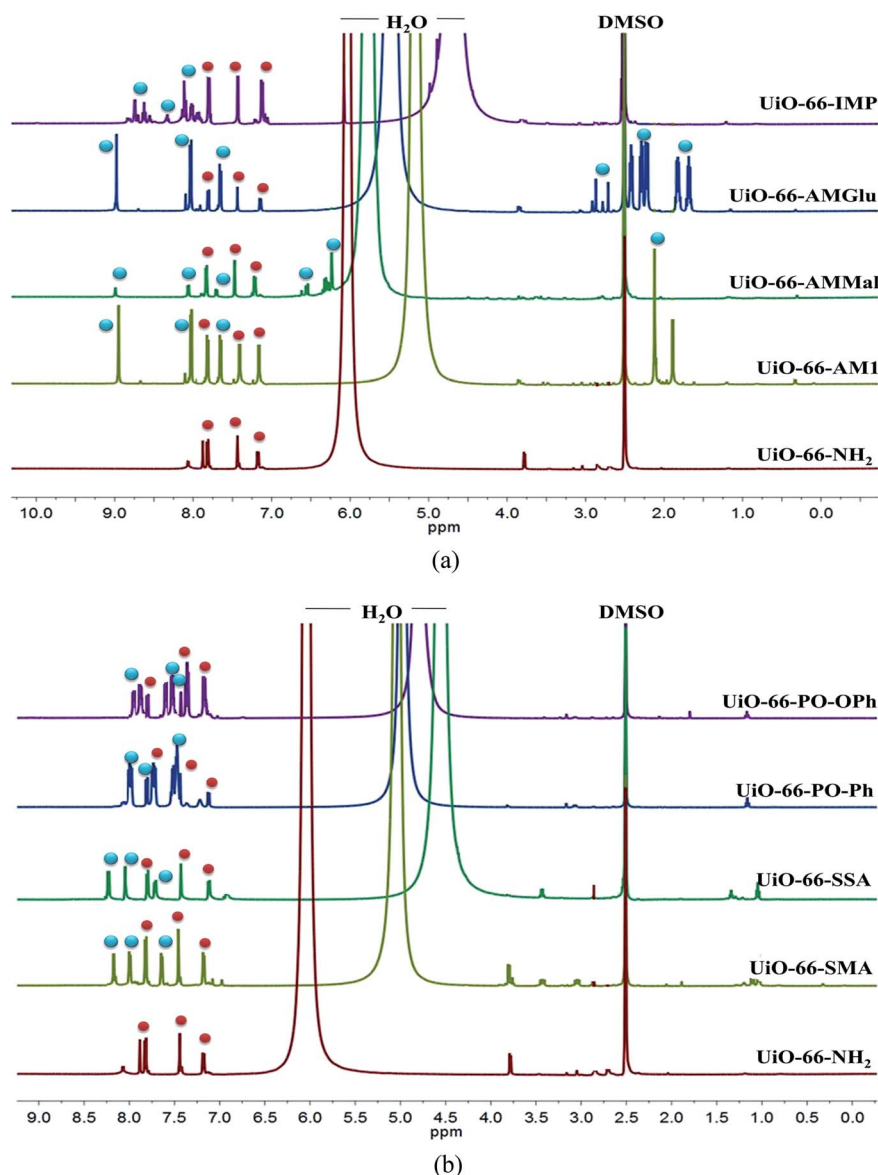 H₂O DMSO
UiO-66-IMP
UiO-66-AMGlu
UiO-66-AMMal
UiO-66-AM1
UiO-66-NH₂
10.0 9.0 8.0 7.0 6.0 5.0 4.0 3.0 2.0 1.0 0.0
ppm
(a)
H₂O DMSO
UiO-66-PO-OPh
UiO-66-PO-Ph
UiO-66-SSA
UiO-66-SMA
UiO-66-NH₂
9.0 8.5 8.0 7.5 7.0 6.5 6.0 5.5 5.0 4.5 4.0 3.5 3.0 2.5 2.0 1.5 1.0 0.5 0.0
ppm
(b)